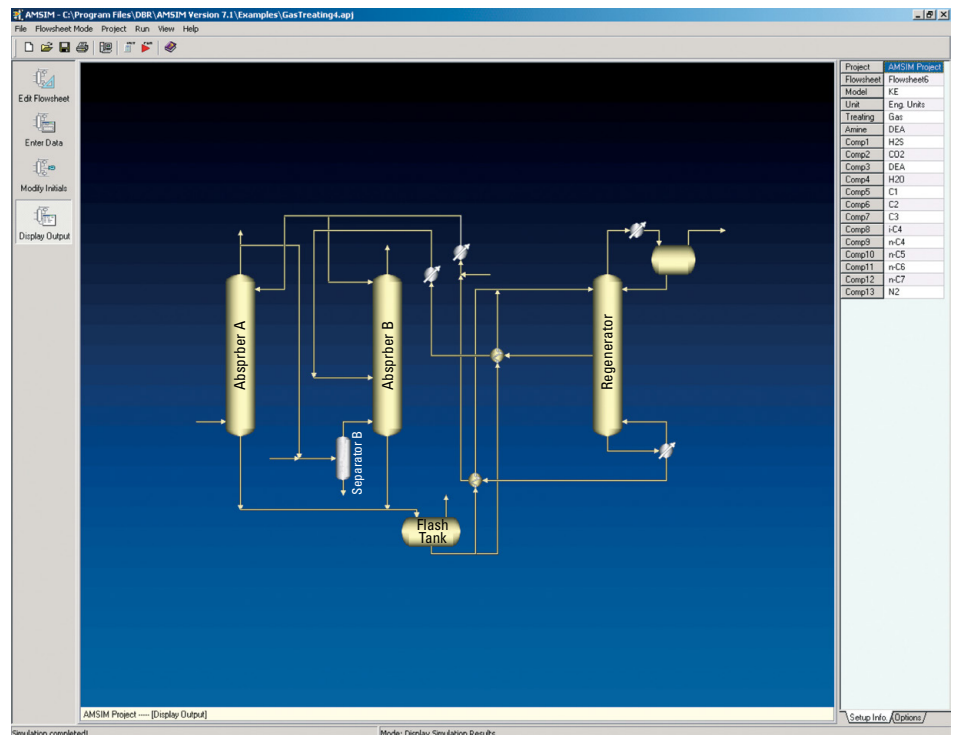 AMSIM - C:\Program Files\DBR\AMSIM Version 7.1\Examples\GasTreating4.apj
File Flowsheet Mode Project Run View Help
Edit Flowsheet
Enter Data
Modify Initials
Display Output
Absprber A
Absprber B
Separator B
Flash
Tank
Regenerator
Project AMSIM Project
Flowsheet Flowsheet6
Model KE
Unit Eng. Units
Treating Gas
Amine DEA
Comp1 H2S
Comp2 CO2
Comp3 DEA
Comp4 H2O
Comp5 C1
Comp6 C2
Comp7 C3
Comp8 i-C4
Comp9 n-C4
Comp10 n-C5
Comp11 n-C6
Comp12 n-C7
Comp13 N2
AMSIM Project ---- [Display Output]
Setup Info. Options
Simulation completed! Mode: Display Simulation Results